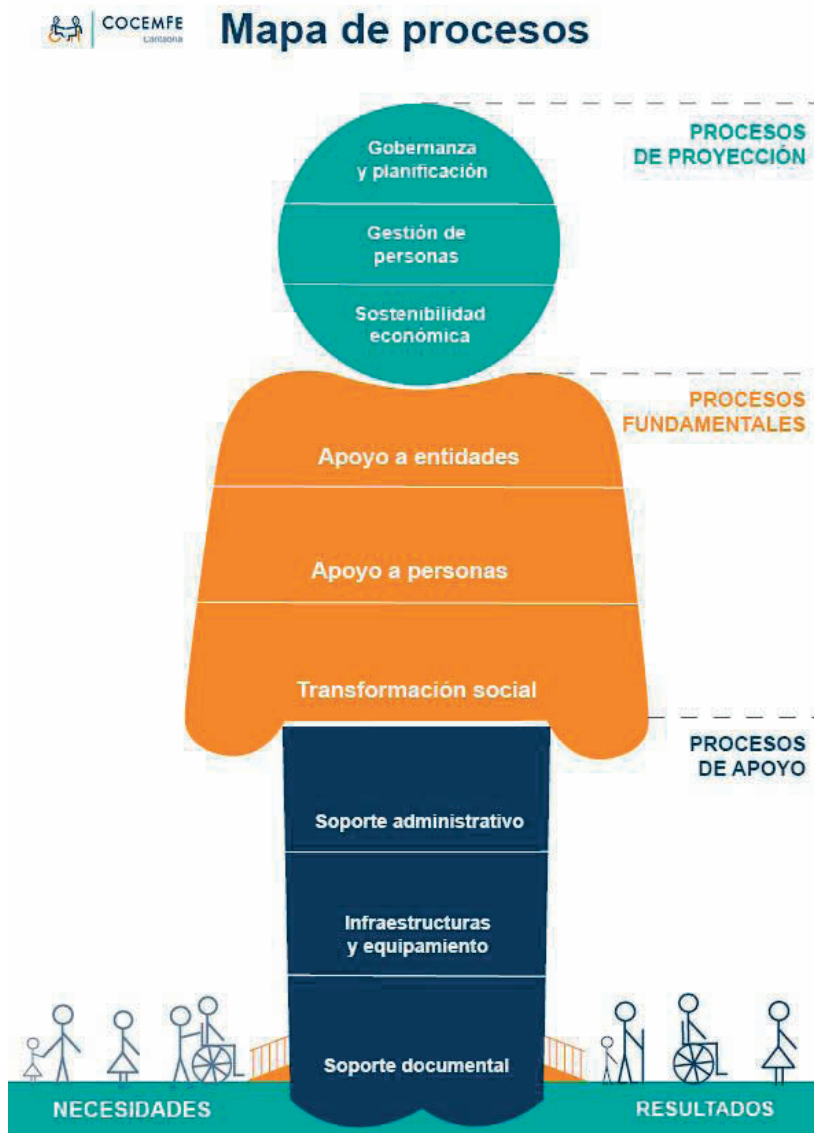 COCEMFE
Cantabria
Mapa de procesos
PROCESOS
DE PROYECCIÓN
Gobernanza
y planificación
Gestión de
personas
Sostenibilidad
económica
PROCESOS
FUNDAMENTALES
Apoyo a entidades
Apoyo a personas
Transformación social
PROCESOS
DE APOYO
Soporte administrativo
Infraestructuras
y equipamiento
Soporte documental
NECESIDADES
RESULTADOS